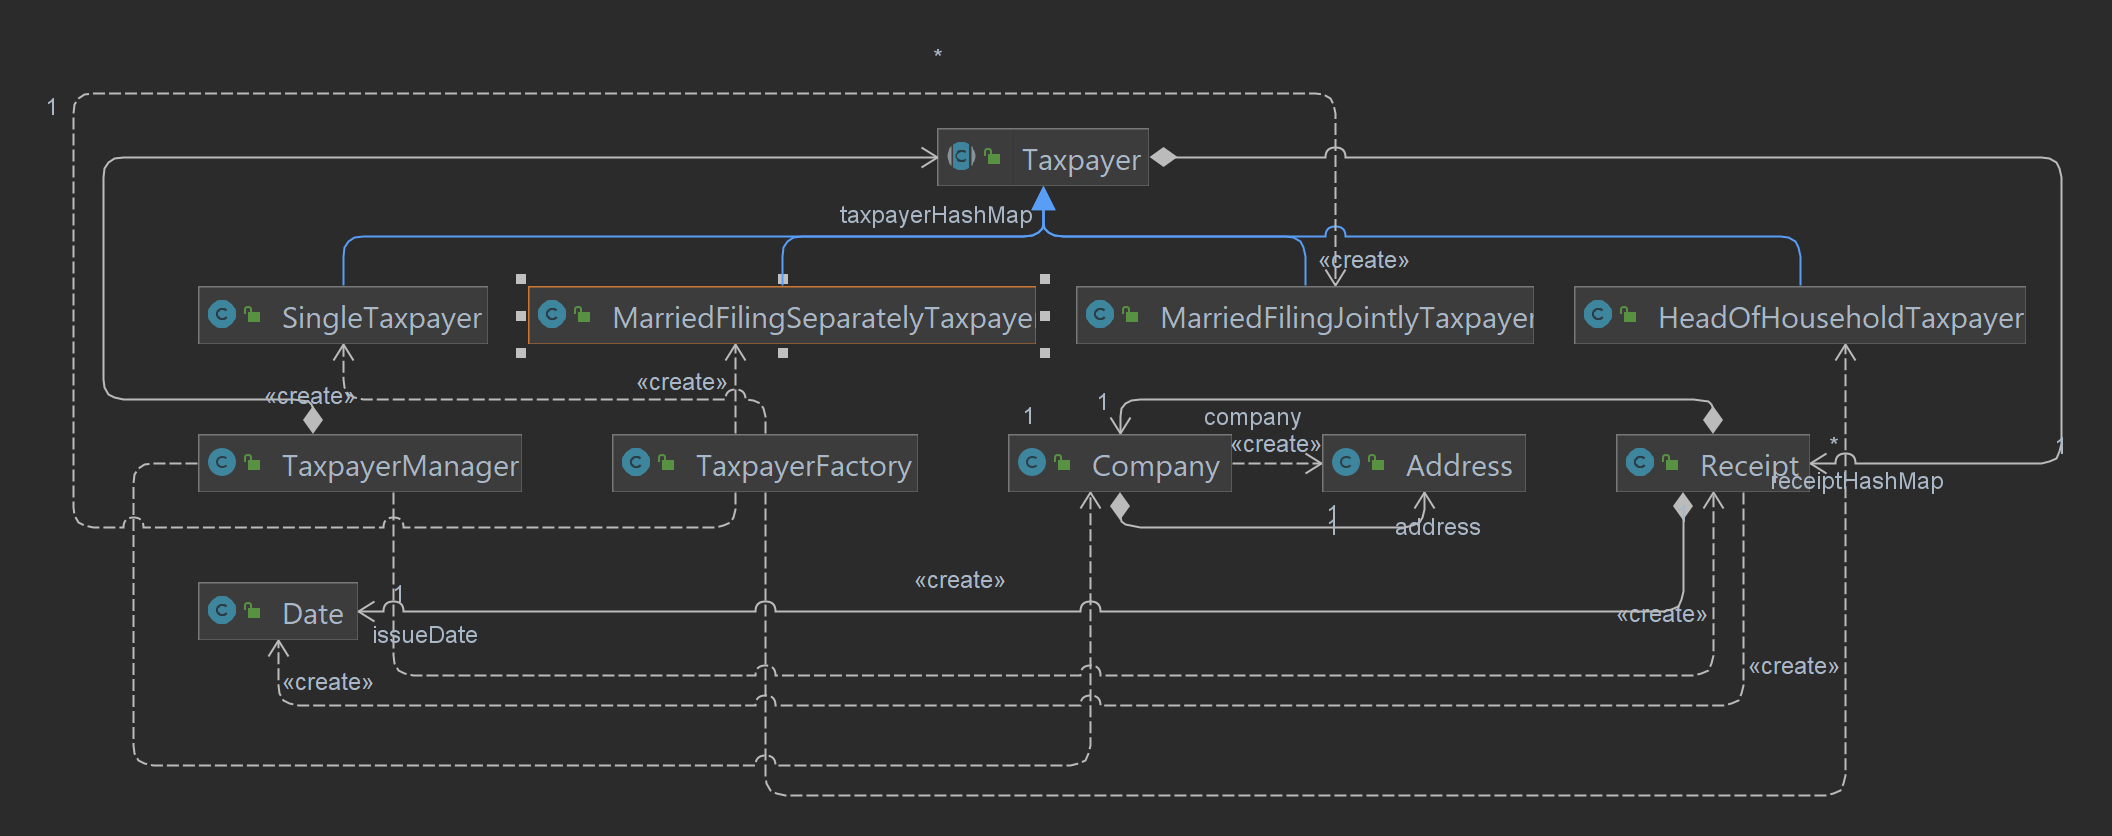 *
1
Taxpayer
taxpayerHashMap
«create»
SingleTaxpayer
MarriedFilingSeparatelyTaxpaye
MarriedFilingJointlyTaxpayer
HeadOfHouseholdTaxpayer
«create»
«create»
1
1
company
«create»
*
1
TaxpayerManager
TaxpayerFactory
Company
Address
Receipt
receiptHashMap
1
1
address
«create»
1
Date
issueDate
«create»
«create»
«create»